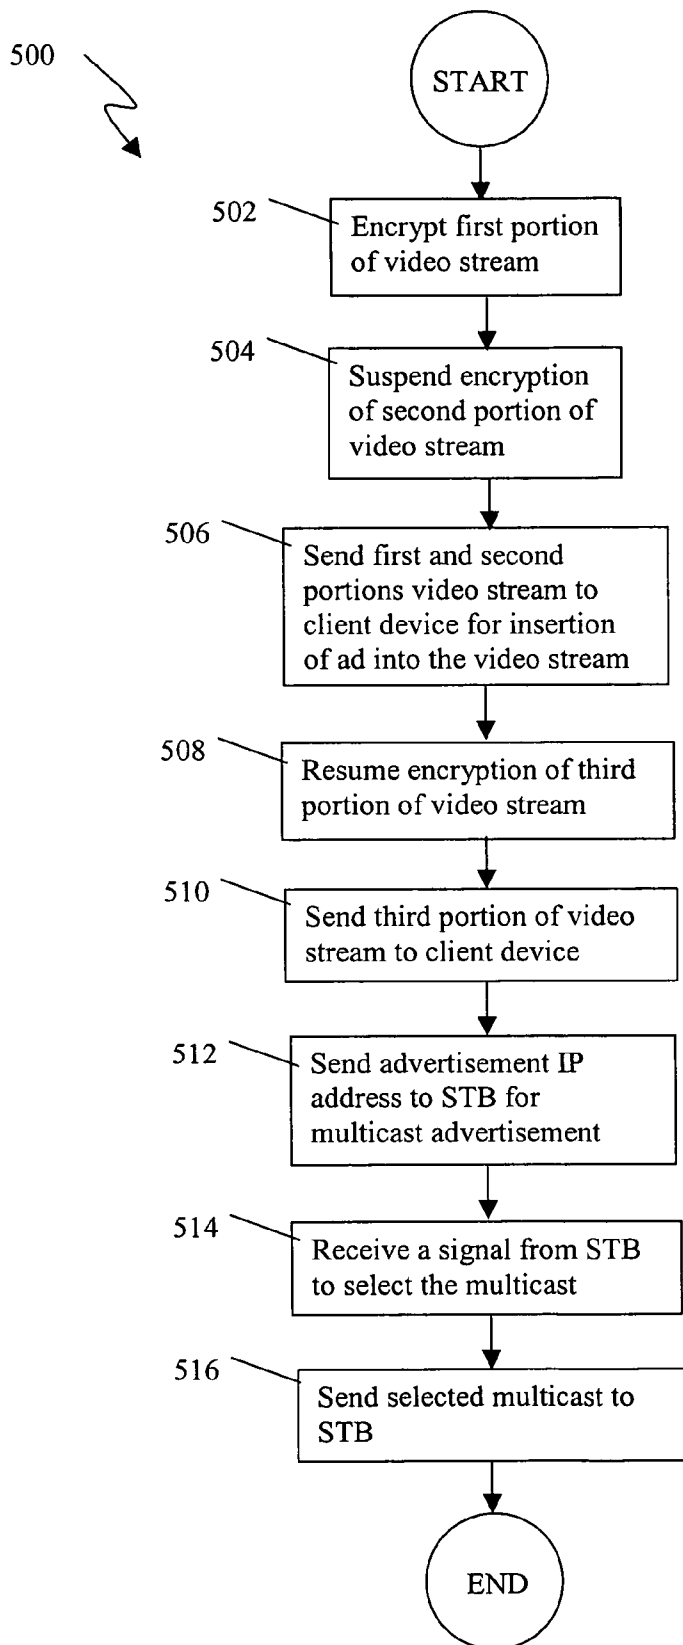 500
START
502
Encrypt first portion
of video stream
504
Suspend encryption
of second portion of
video stream
506
Send first and second
portions video stream to
client device for insertion
of ad into the video stream
508
Resume encryption of third
portion of video stream
510
Send third portion of video
stream to client device
512
Send advertisement IP
address to STB for
multicast advertisement
514
Receive a signal from STB
to select the multicast
516
Send selected multicast to
STB
END